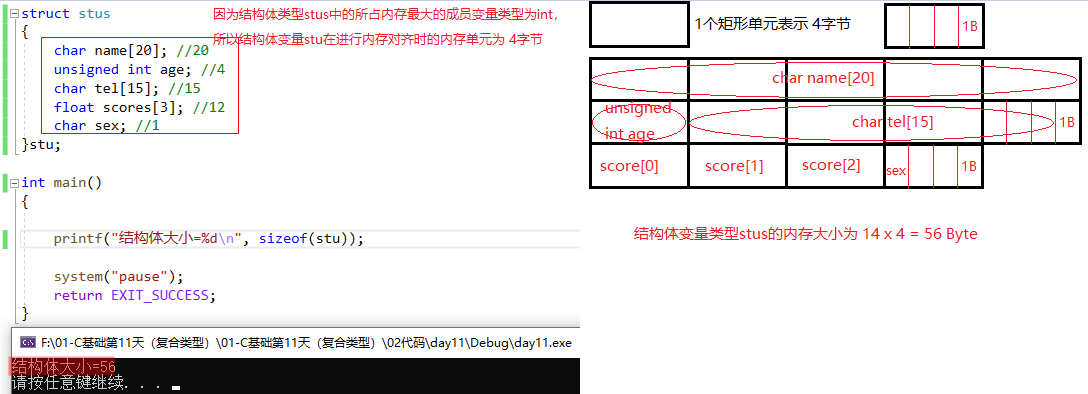 struct stus
{
char name[20]; //20
unsigned int age; //4
char tel[15]; //15
float scores[3]; //12
char sex; //1
}stu;
int main()
{
printf("结构体大小=%d\n", sizeof(stu));
system("pause");
return EXIT_SUCCESS;
}
因为结构体类型stus中的所占内存最大的成员变量类型为int,
所以结构体变量stu在进行内存对齐时的内存单元为 4字节
F:\01-C基础第11天（复合类型）\01-C基础第11天（复合类型）\02代码\day11\Debug\day11.exe
结构体大小=56
请按任意键继续. . .
1个矩形单元表示 4字节
1B
char name[20]
unsigned
int age
char tel[15]
1B
score[0]
score[1]
score[2]
sex
1B
结构体变量类型stus的内存大小为 14 x 4 = 56 Byte